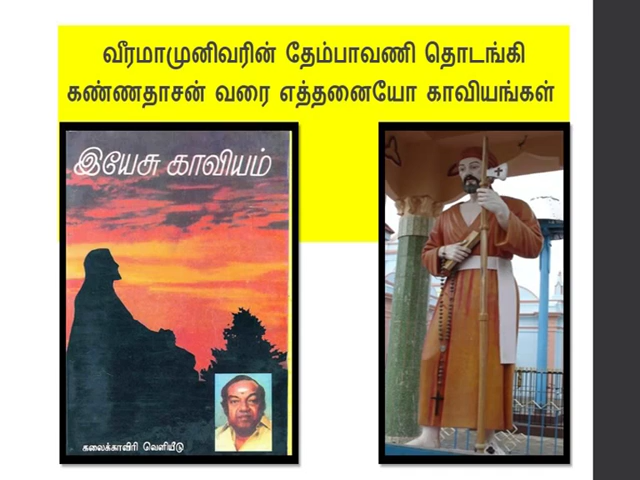 வீரமாமுனிவரின் தேம்பாவணி தொடங்கி
கண்ணதாசன் வரை எத்தனையோ காவியங்கள்
இயேசு காவியம்
கலைக்காவிரி வெளியீடு